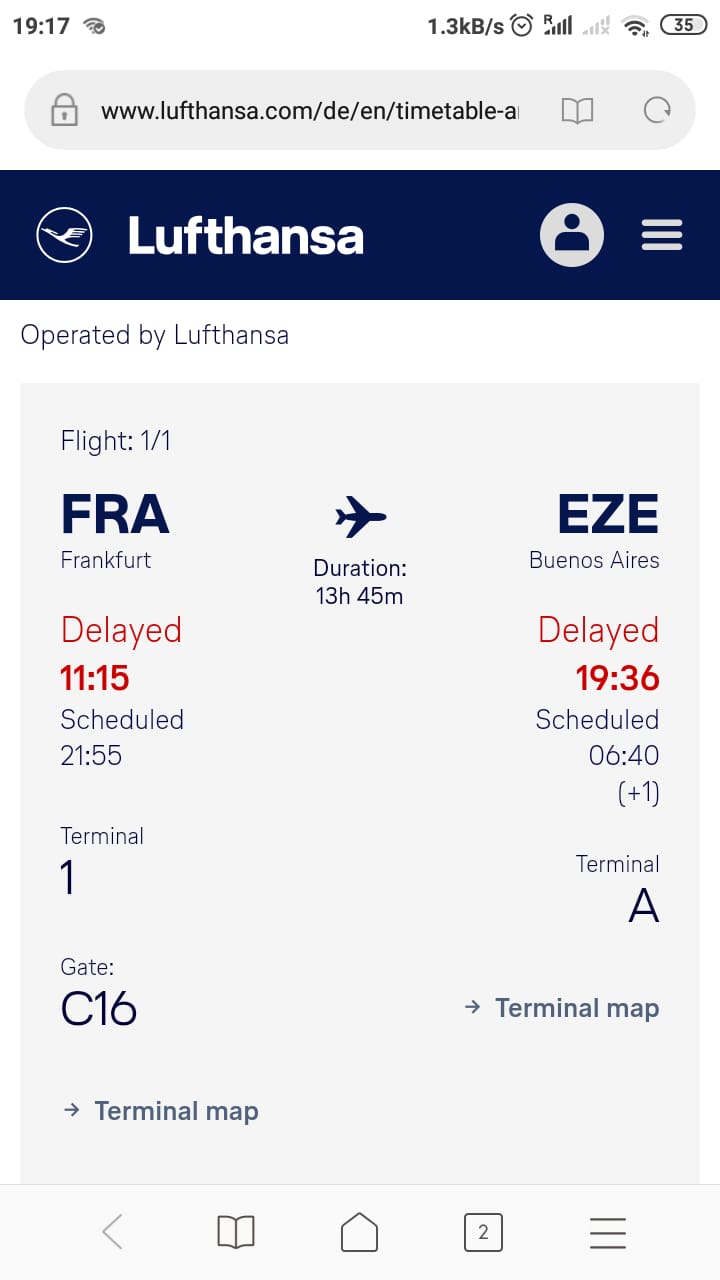 19:17 1.3kB/s R 35
www.lufthansa.com/de/en/timetable-a
Lufthansa
Operated by Lufthansa
Flight: 1/1
FRA
Frankfurt
Duration:
13h 45m
EZE
Buenos Aires
Delayed
11:15
Scheduled
21:55
Delayed
19:36
Scheduled
06:40
(+1)
Terminal
1
Terminal
A
Gate:
C16
→ Terminal map
→ Terminal map
2